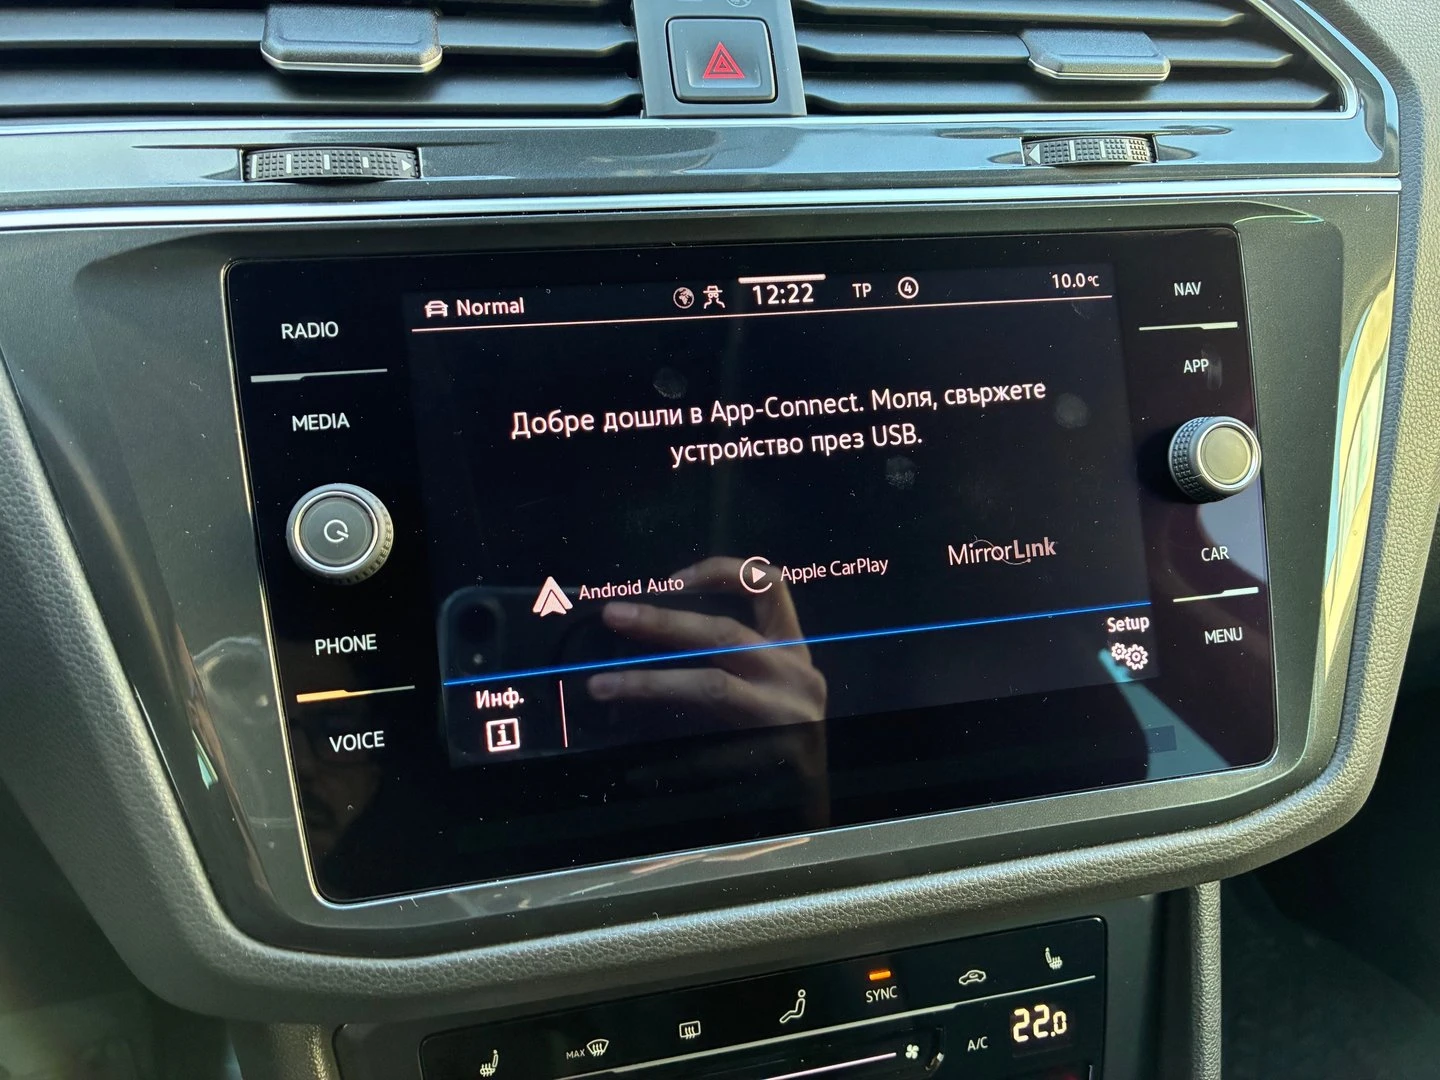 Normal
12:22
TP
4
10.0°C
NAV
RADIO
APP
MEDIA
Добре дошли в App-Connect. Моля, свържете
устройство през USB.
Android Auto
Apple CarPlay
MirrorLink
CAR
Setup
MENU
PHONE
Инф.
i
VOICE
SYNC
MAX
A/C
22.0